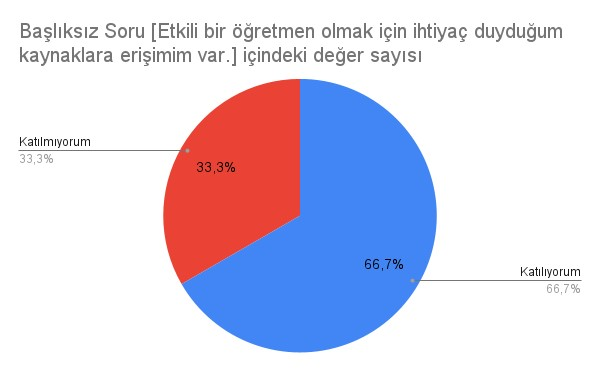 Başlıksız Soru [Etkili bir öğretmen olmak için ihtiyaç duyduğum
kaynaklara erişimim var.] içindeki değer sayısı
Katılmıyorum
33,3%
33,3%
66,7%
Katılıyorum
66,7%